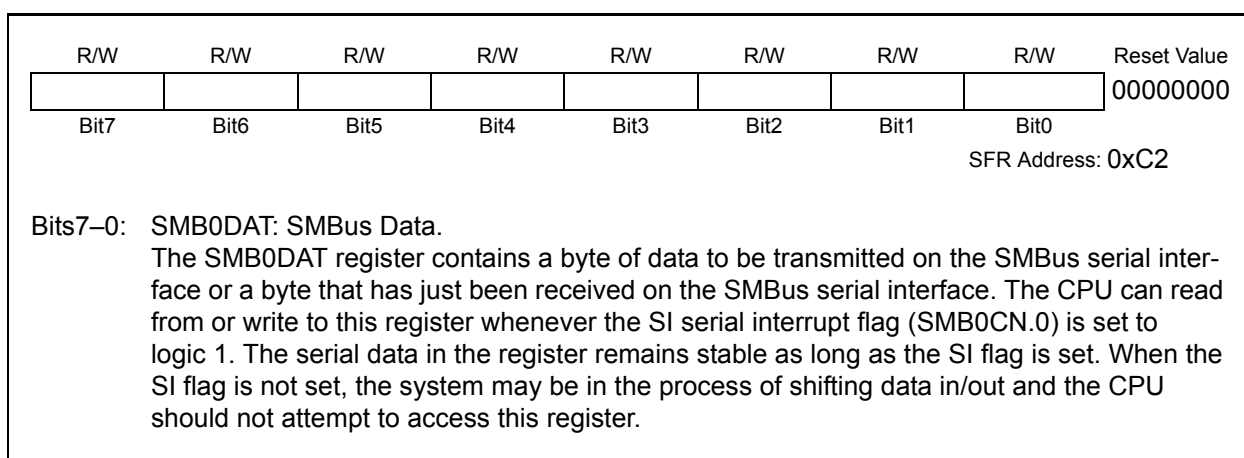 R/W R/W R/W R/W R/W R/W R/W R/W Reset Value
00000000
Bit7 Bit6 Bit5 Bit4 Bit3 Bit2 Bit1 Bit0
SFR Address: 0xC2
Bits7–0: SMB0DAT: SMBus Data.
The SMB0DAT register contains a byte of data to be transmitted on the SMBus serial inter-
face or a byte that has just been received on the SMBus serial interface. The CPU can read
from or write to this register whenever the SI serial interrupt flag (SMB0CN.0) is set to
logic 1. The serial data in the register remains stable as long as the SI flag is set. When the
SI flag is not set, the system may be in the process of shifting data in/out and the CPU
should not attempt to access this register.